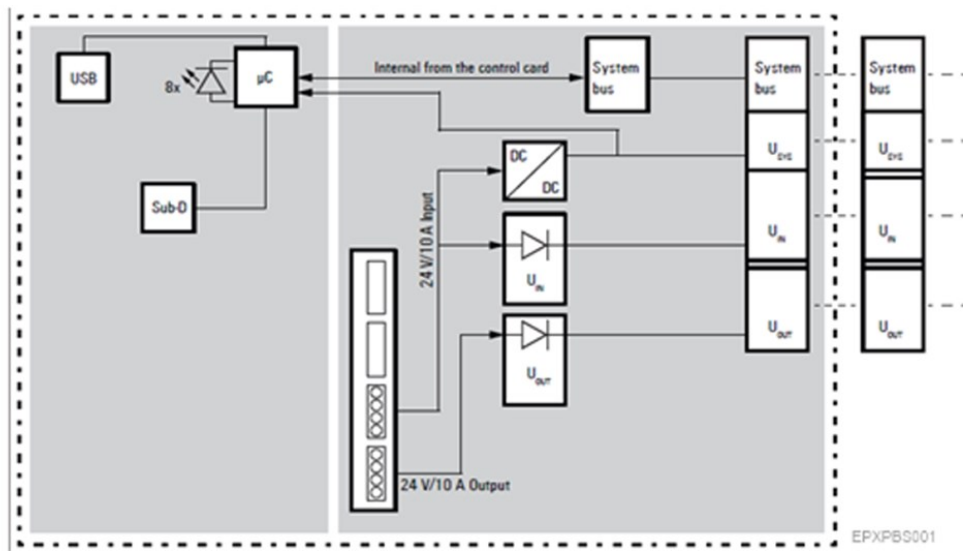 USB
8x
µC
Internal from the control card
System
bus
System
bus
System
bus
DC
DC
U SYS
U SYS
Sub-D
24 V/10 A Input
U IN
U IN
U IN
U OUT
U OUT
U OUT
24 V/10 A Output
EPXPBS001